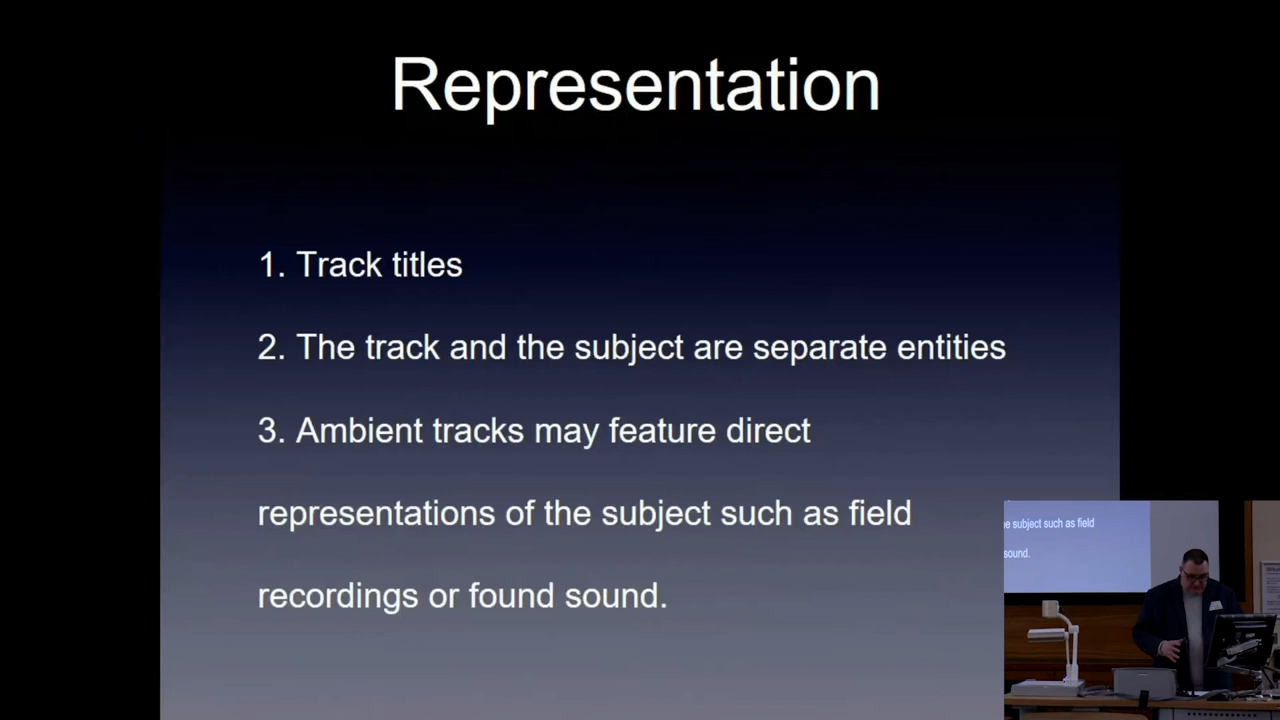 Representation
1. Track titles
2. The track and the subject are separate entities
3. Ambient tracks may feature direct
representations of the subject such as field
recordings or found sound.
e subject such as field
sound.